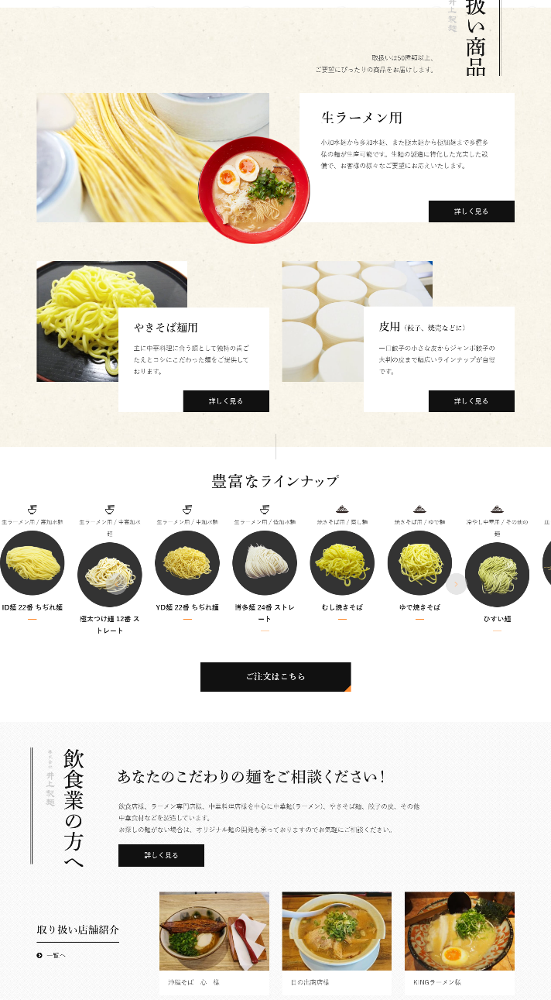 扱い商品
井上製麺
取扱いは50種類以上、
ご要望にぴったりの商品をお届けします。
生ラーメン用
小加水麺から多加水麺、また極太麺から極細麺まで多種多
様の麺が生産可能です。生麺の製造に特化した充実した設
備で、お客様の様々なご要望にお応えいたします。
詳しく見る
やきそば麺用
主に中華料理に合う麺として独特の歯ご
たえとコシにこだわった麺をご提供して
おります。
詳しく見る
皮用（餃子、焼売などに）
一口餃子の小さな皮からジャンボ餃子の
大判の皮まで幅広いラインナップが自慢
です。
詳しく見る
豊富なラインナップ
生ラーメン用 / 高加水麺
ID麺 22番 ちぢれ麺
生ラーメン用 / 中高加水
麺
極太つけ麺 12番 ス
トレート
生ラーメン用 / 中加水麺
YD麺 22番 ちぢれ麺
生ラーメン用 / 低加水麺
博多麺 24番 ストレ
ート
焼きそば用 / 蒸し麺
むし焼きそば
焼きそば用 / ゆで麺
ゆで焼きそば
冷やし中華用 / その他の
麺
ひすい麺
ご注文はこちら
飲食業の方へ
株式会社 井上製麺
あなたのこだわりの麺をご相談ください！
飲食店様、ラーメン専門店様、中華料理店様を中心に中華麺(ラーメン)、やきそば麺、餃子の皮、その他
中華食材などを製造しています。
お探しの麺がない場合は、オリジナル麺の開発も承っておりますのでお気軽にご相談ください。
詳しく見る
取り扱い店舗紹介
一覧へ
沖縄そば　心　様
日の出商店様
KINGラーメン様